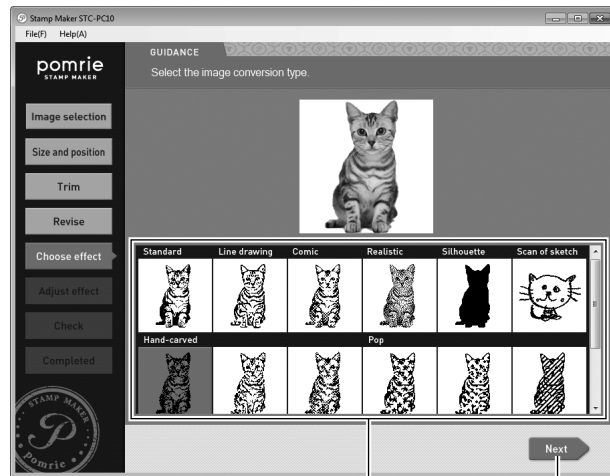 Stamp Maker STC-PC10
File(F) Help(A)
pomrie
STAMP MAKER
GUIDANCE
Select the image conversion type.
Image selection
Size and position
Trim
Revise
Choose effect
Adjust effect
Check
Completed
Standard Line drawing Comic Realistic Silhouette Scan of sketch
Hand-carved Pop
STAMP MAKER
P
Pomrie
Next